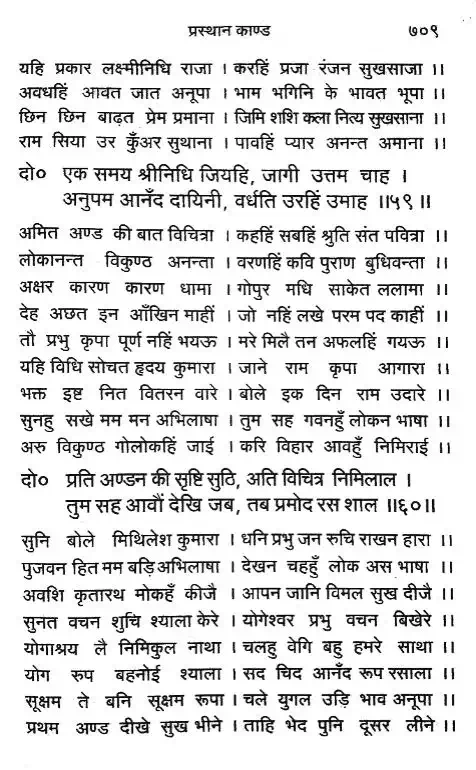 प्रस्थान काण्ड ७०९
यहि प्रकार लक्ष्मीनिधि राजा । करहिं प्रजा रंजन सुखसाजा ।।
अवधहिं आवत जात अनूपा । भाम भगिनि के भावत भूपा ।।
छिन छिन बाढ़त प्रेम प्रमाना । जिमि शशि कला नित्य सुखसाना ।।
राम सिया उर कुँअर सुथाना । पावहिं प्यार अनन्त अमाना ।।
दो० एक समय श्रीनिधि जियहि, जागी उत्तम चाह ।
अनुपम आनँद दायिनी, वर्धति उरहिं उमाह ।।५९।।
अमित अण्ड की बात विचित्रा । कहहिं सबहिं श्रुति संत पवित्रा ।।
लोकानन्त विकुण्ठ अनन्ता । वरणहिं कवि पुराण बुधिवन्ता ।।
अक्षर कारण कारण धामा । गोपुर मधि साकेत ललामा ।।
देह अछत इन आँखिन माहीं । जो नहिं लखे परम पद काहीं ।।
तौ प्रभु कृपा पूर्ण नहिं भयऊ । मरे मिलै तन अफलहिं गयऊ ।।
यहि विधि सोचत हृदय कुमारा । जाने राम कृपा आगारा ।।
भक्त इष्ट नित वितरन वारे । बोले इक दिन राम उदारे ।।
सुनहु सखे मम मन अभिलाषा । तुम सह गवनहुँ लोकन भाषा ।।
अरु विकुण्ठ गोलोकहिं जाई । करि विहार आवहुँ निमिराई ।।
दो० प्रति अण्डन की सृष्टि सुठि, अति विचित्र निमिलाल ।
तुम सह आवौं देखि जब, तब प्रमोद रस शाल ।।६०।।
सुनि बोले मिथिलेश कुमारा । धनि प्रभु जन रुचि राखन हारा ।।
पुजवन हित मम बड़ि अभिलाषा । देखन चहहुँ लोक अस भाषा ।।
अवशि कृतारथ मोकहँ कीजै । आपन जानि विमल सुख दीजै ।।
सुनत वचन शुचि श्याला केरे । योगेश्वर प्रभु वचन बिखेरे ।।
योगाश्रय लै निमिकुल नाथा । चलहु वेगि बहु हमरे साथा ।।
योग रुप बहनोई श्याला । सद चिद आनँद रूप रसाला ।।
सूक्षम ते बनि सूक्षम रूपा । चले युगल उड़ि भाव अनूपा ।।
प्रथम अण्ड दीखे सुख भीने । ताहि भेद पुनि दूसर लीने ।।